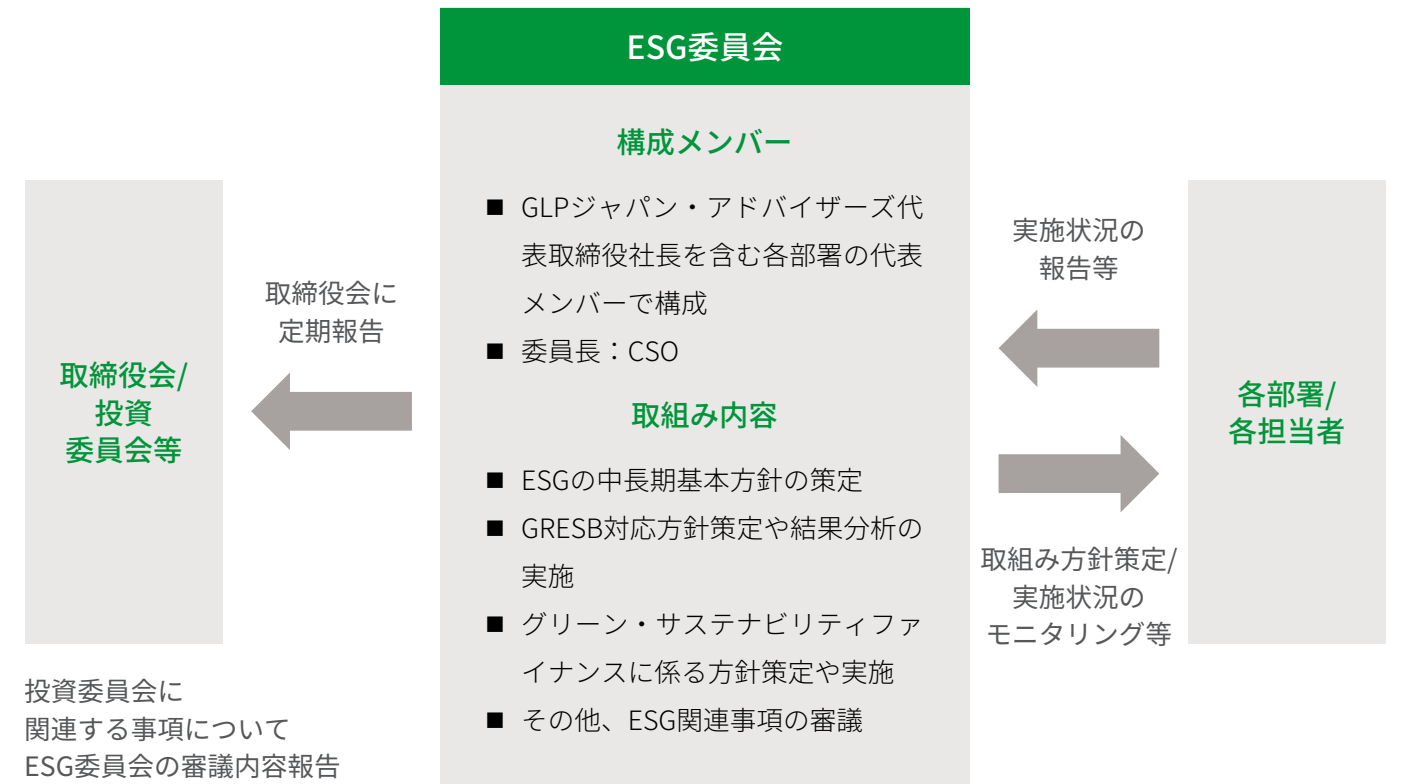 ESG委員会
構成メンバー
■ GLPジャパン・アドバイザーズ代
表取締役社長を含む各部署の代表
メンバーで構成
■ 委員長：CSO
取組み内容
■ ESGの中長期基本方針の策定
■ GRESB対応方針策定や結果分析の
実施
■ グリーン・サステナビリティファ
イナンスに係る方針策定や実施
■ その他、ESG関連事項の審議
取締役会に
定期報告
取締役会/
投資
委員会等
投資委員会に
関連する事項について
ESG委員会の審議内容報告
実施状況の
報告等
取組み方針策定/
実施状況の
モニタリング等
各部署/
各担当者